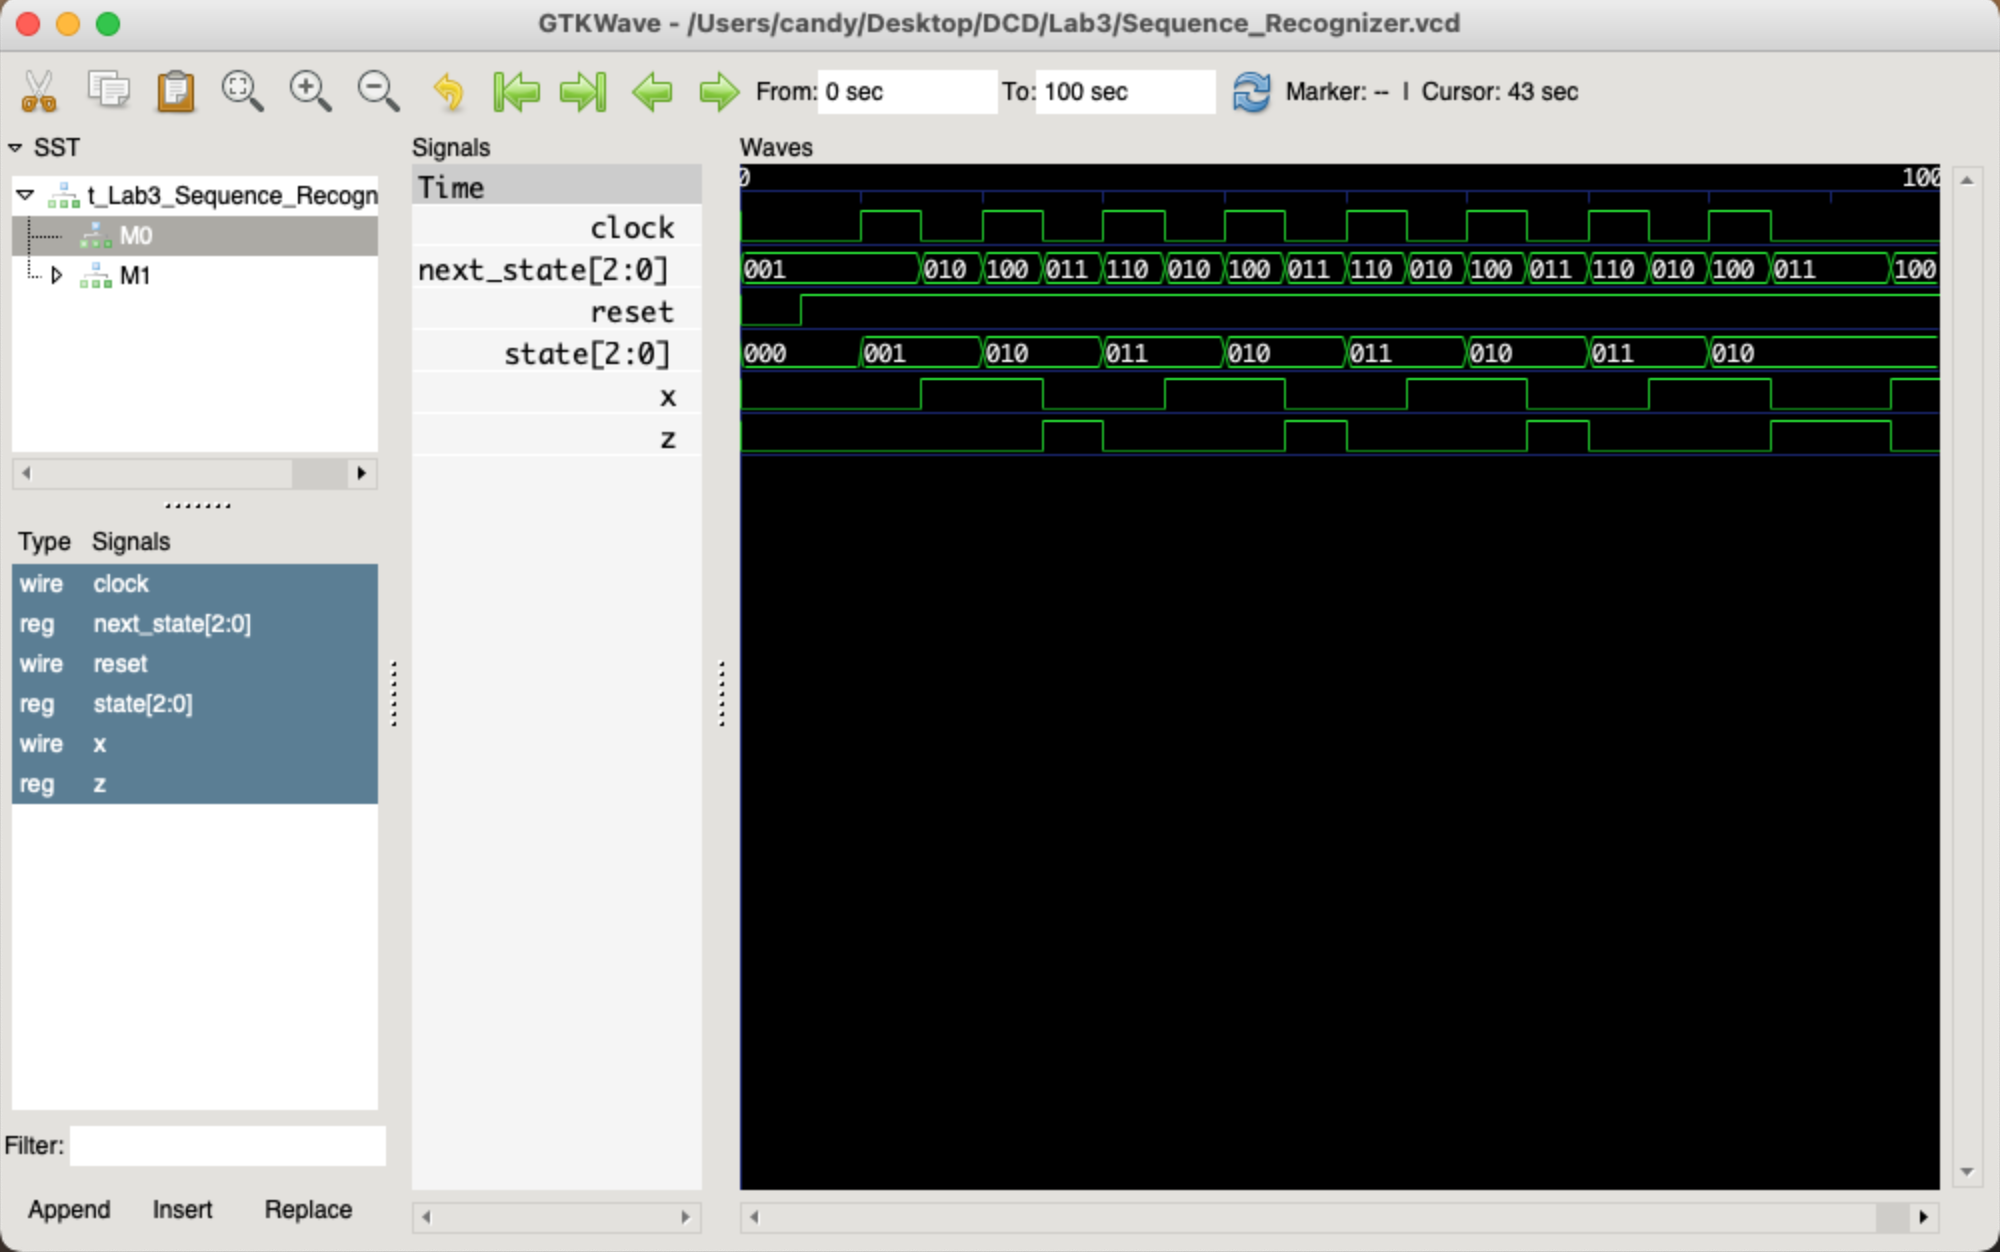 GTKWave - /Users/candy/Desktop/DCD/Lab3/Sequence_Recognizer.vcd
From: 0 sec To: 100 sec Marker: -- | Cursor: 43 sec
SST
t_Lab3_Sequence_Recogn
M0
M1
Type Signals
wire clock
reg next_state[2:0]
wire reset
reg state[2:0]
wire x
reg z
Filter:
Append Insert Replace
Signals
Time
clock
next_state[2:0]
reset
state[2:0]
x
z
Waves
0 100
001 010 100 011 110 010 100 011 110 010 100 011 110 010 100 011 100
000 001 010 011 010 011 010 011 010